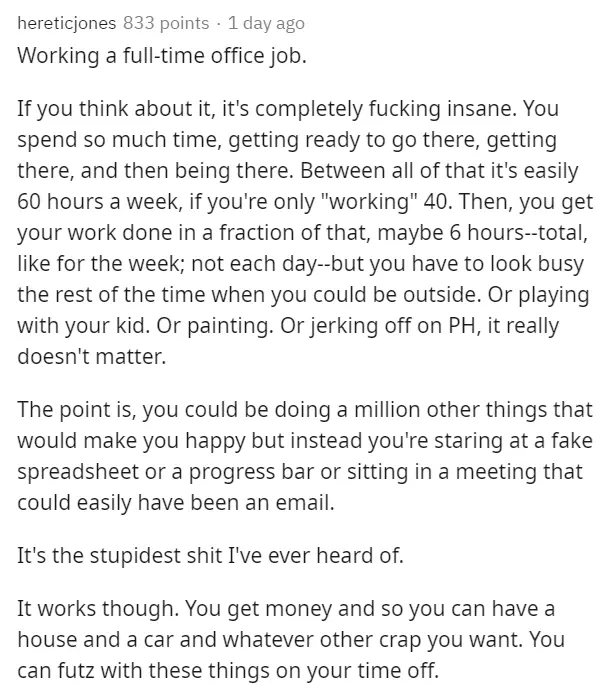 hereticjones 833 points · 1 day ago
Working a full-time office job.
If you think about it, it's completely fucking insane. You
spend so much time, getting ready to go there, getting
there, and then being there. Between all of that it's easily
60 hours a week, if you're only "working" 40. Then, you get
your work done in a fraction of that, maybe 6 hours--total,
like for the week; not each day--but you have to look busy
the rest of the time when you could be outside. Or playing
with your kid. Or painting. Or jerking off on PH, it really
doesn't matter.
The point is, you could be doing a million other things that
would make you happy but instead you're staring at a fake
spreadsheet or a progress bar or sitting in a meeting that
could easily have been an email.
It's the stupidest shit I've ever heard of.
It works though. You get money and so you can have a
house and a car and whatever other crap you want. You
can futz with these things on your time off.